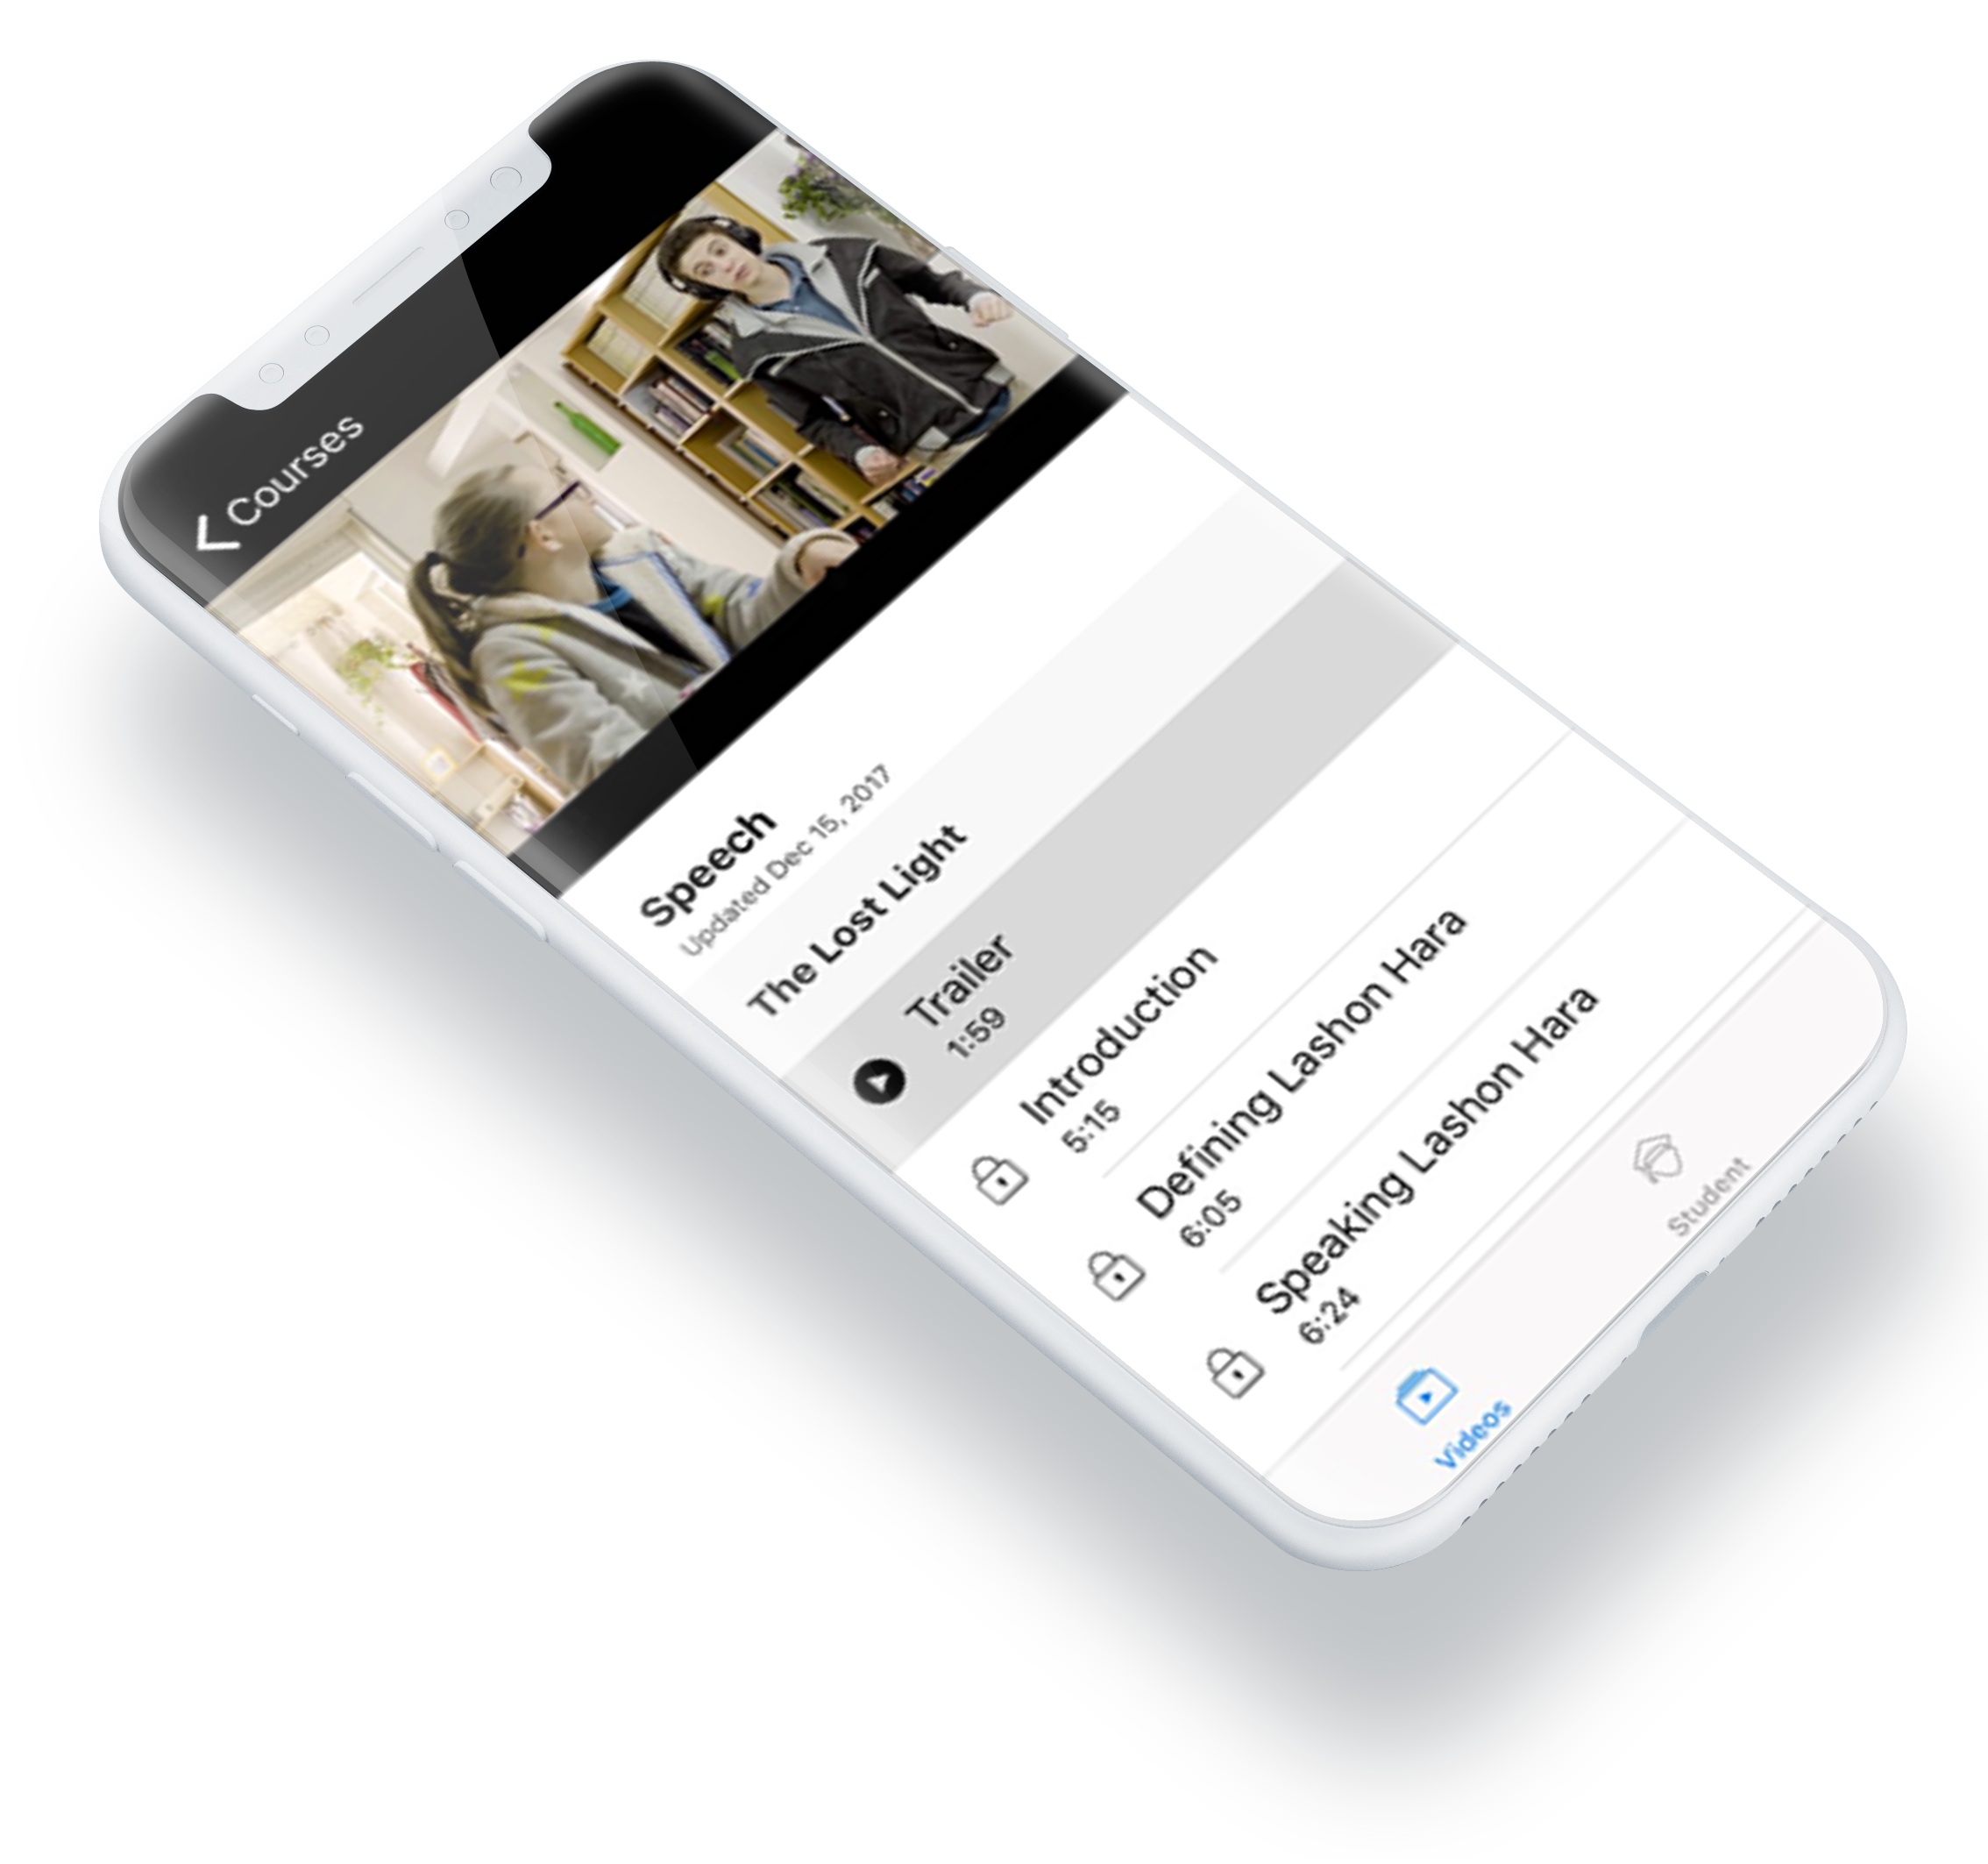 Courses
Speech
Updated Dec 15, 2017
The Lost Light
Trailer
1:59
Introduction
5:15
Defining Lashon Hara
6:05
Speaking Lashon Hara
6:24
Videos
Student